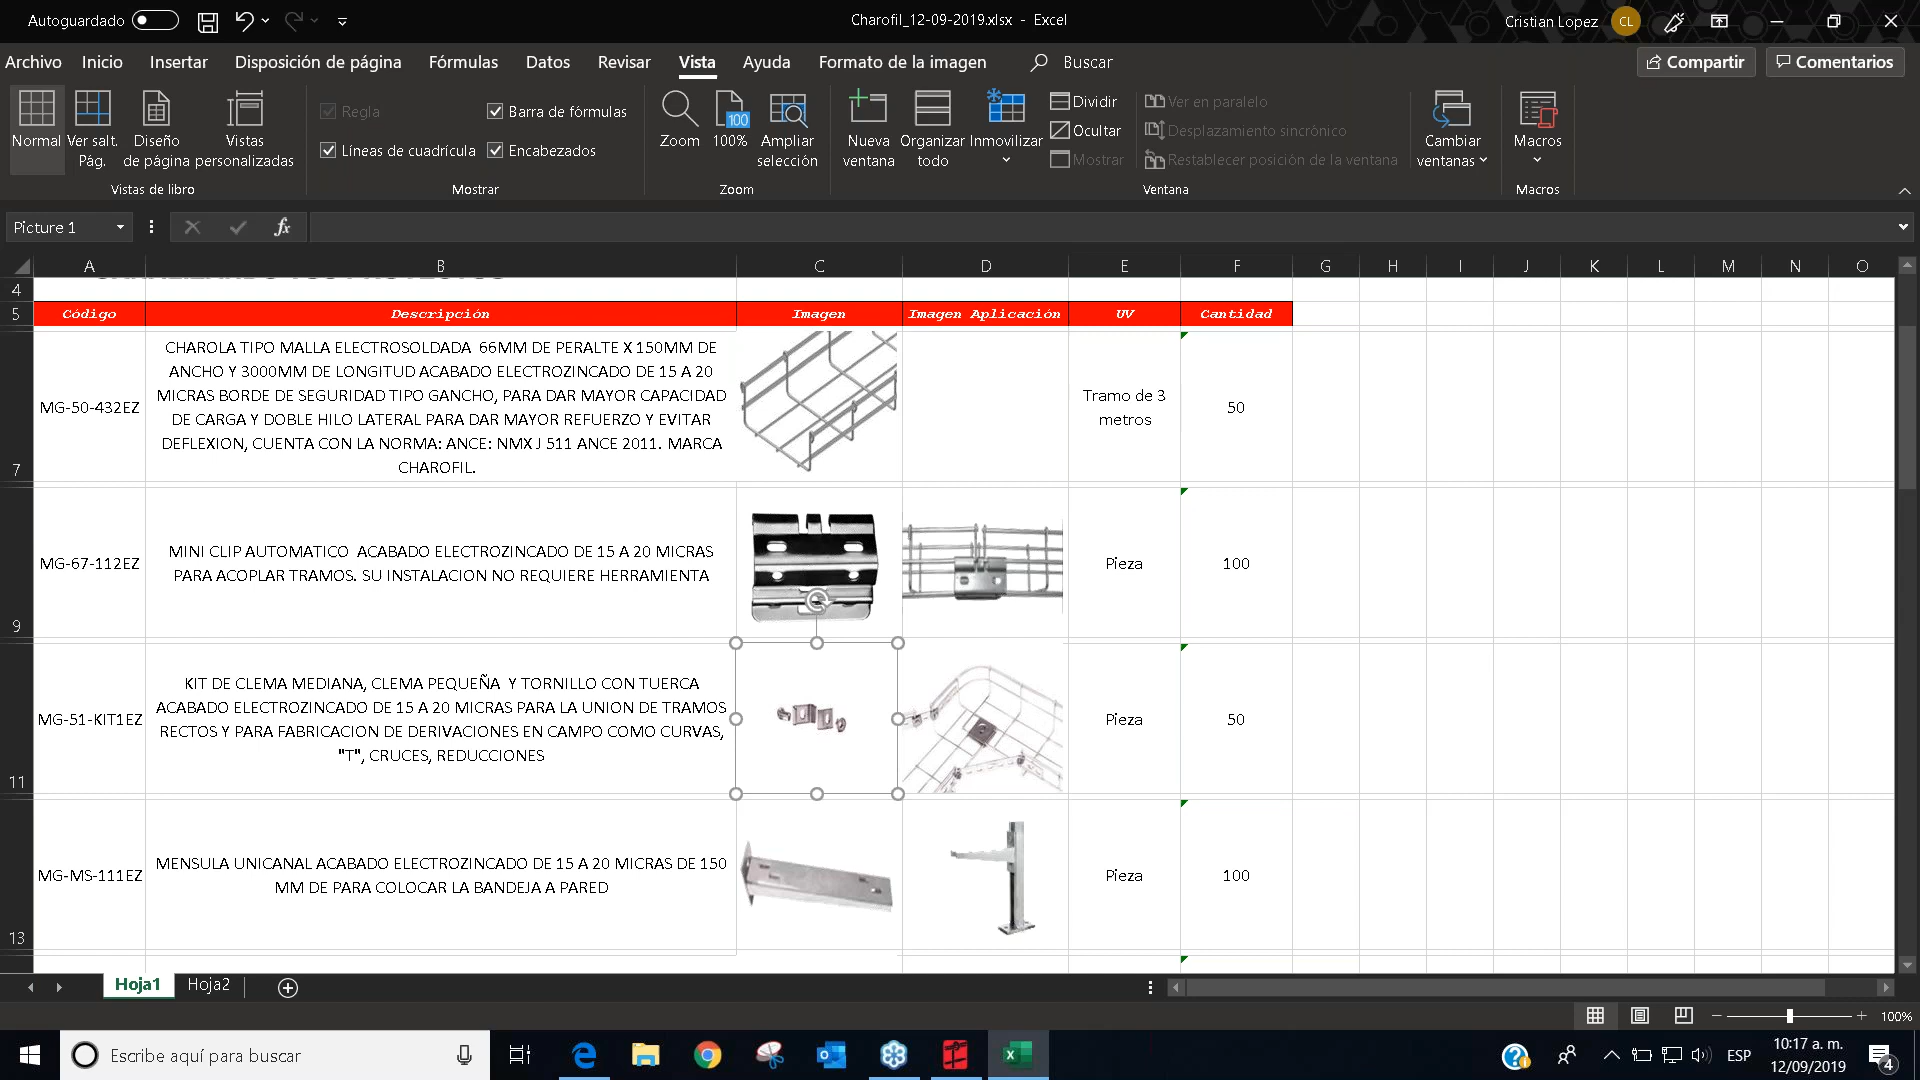 Autoguardado
Charofil_12-09-2019.xlsx - Excel
Cristian Lopez CL
Archivo Inicio Insertar Disposición de página Fórmulas Datos Revisar Vista Ayuda Formato de la imagen Buscar Compartir Comentarios
Normal
Ver salt. Pág.
Diseño de página
Vistas personalizadas
Vistas de libro
Regla
Barra de fórmulas
Líneas de cuadrícula
Encabezados
Mostrar
Zoom
100
100%
Ampliar selección
Zoom
Nueva ventana
Organizar todo
Inmovilizar
Dividir
Ocultar
Mostrar
Ver en paralelo
Desplazamiento sincrónico
Restablecer posición de la ventana
Ventana
Cambiar ventanas
Macros
Macros
Picture 1
fx
A B C D E F G H I J K L M N O
4
5 Código Descripción Imagen Imagen Aplicación UV Cantidad
MG-50-432EZ
CHAROLA TIPO MALLA ELECTROSOLDADA 66MM DE PERALTE X 150MM DE
ANCHO Y 3000MM DE LONGITUD ACABADO ELECTROZINCADO DE 15 A 20
MICRAS BORDE DE SEGURIDAD TIPO GANCHO, PARA DAR MAYOR CAPACIDAD
DE CARGA Y DOBLE HILO LATERAL PARA DAR MAYOR REFUERZO Y EVITAR
DEFLEXION, CUENTA CON LA NORMA: ANCE: NMX J 511 ANCE 2011. MARCA
CHAROFIL.
Tramo de 3
metros
50
7
MG-67-112EZ
MINI CLIP AUTOMATICO ACABADO ELECTROZINCADO DE 15 A 20 MICRAS
PARA ACOPLAR TRAMOS. SU INSTALACION NO REQUIERE HERRAMIENTA
Pieza
100
9
MG-51-KIT1EZ
KIT DE CLEMA MEDIANA, CLEMA PEQUEÑA Y TORNILLO CON TUERCA
ACABADO ELECTROZINCADO DE 15 A 20 MICRAS PARA LA UNION DE TRAMOS
RECTOS Y PARA FABRICACION DE DERIVACIONES EN CAMPO COMO CURVAS,
"T", CRUCES, REDUCCIONES
Pieza
50
11
MG-MS-111EZ
MENSULA UNICANAL ACABADO ELECTROZINCADO DE 15 A 20 MICRAS DE 150
MM DE PARA COLOCAR LA BANDEJA A PARED
Pieza
100
13
Hoja1 Hoja2
100%
Escribe aquí para buscar
ESP
10:17 a. m.
12/09/2019
4